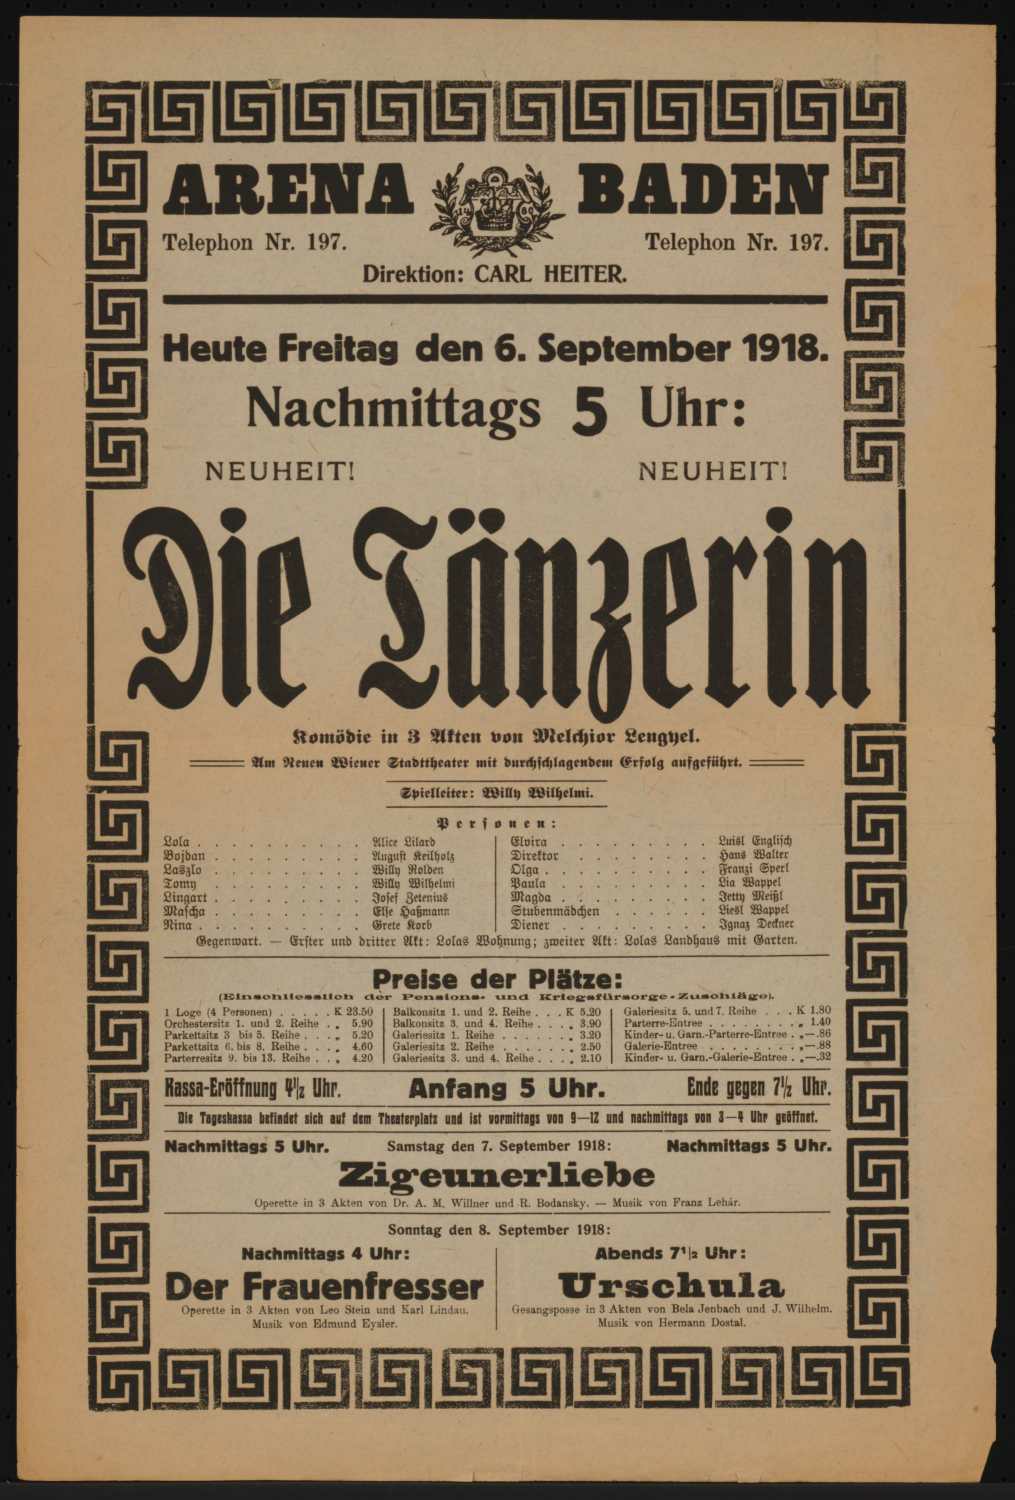 ARENA BADEN
Telephon Nr. 197. Telephon Nr. 197.
Direktion: CARL HEITER.
Heute Freitag den 6. September 1918.
Nachmittags 5 Uhr:
NEUHEIT! NEUHEIT!
Die Tänzerin
Komödie in 3 Akten von Melchior Lengyel.
Am Neuen Wiener Stadttheater mit durchschlagendem Erfolg aufgeführt.
Spielleiter: Willy Wilhelmi.
Personen:
Lola . . . . . . . . . . Alice Lilard
Bojdan . . . . . . . . . August Keilholz
Laszlo . . . . . . . . . Willy Rolden
Tomy . . . . . . . . . . Willy Wilhelmi
Lingart . . . . . . . . . Josef Zetenius
Mascha . . . . . . . . . Else Haßmann
Nina . . . . . . . . . . Grete Korb
Elvira . . . . . . . . . Luisl Englisch
Direktor . . . . . . . . Hans Walter
Olga . . . . . . . . . . Franzi Sperl
Paula . . . . . . . . . Lia Wappel
Magda . . . . . . . . . Jetty Meißl
Stubenmädchen . . . . . . Liesl Wappel
Diener . . . . . . . . . Ignaz Deckner
Gegenwart. — Erster und dritter Akt: Lolas Wohnung; zweiter Akt: Lolas Landhaus mit Garten.
Preise der Plätze:
(Einschliesslich der Pensions- und Kriegsfürsorge-Zuschläge).
1 Loge (4 Personen) . . . . . K 23.50
Orchestersitz 1. und 2. Reihe . „ 5.90
Parkettsitz 3 bis 5. Reihe . . . „ 5.20
Parkettsitz 6. bis 8. Reihe . . . „ 4.60
Parterresitz 9. bis 13. Reihe . . „ 4.20
Balkonsitz 1. und 2. Reihe . . . K 5.20
Balkonsitz 3. und 4. Reihe . . . „ 3.90
Galeriesitz 1. Reihe . . . . . . „ 3.20
Galeriesitz 2. Reihe . . . . . . „ 2.50
Galeriesitz 3. und 4. Reihe . . . „ 2.10
Galeriesitz 5. und 7. Reihe . . . K 1.80
Parterre-Entree . . . . . . . . „ 1.40
Kinder- u. Garn.-Parterre-Entree . „—.86
Galerie-Entree . . . . . . . . „—.88
Kinder- u. Garn.-Galerie-Entree . „—.32
Kassa-Eröffnung 4½ Uhr. Anfang 5 Uhr. Ende gegen 7½ Uhr.
Die Tageskassa befindet sich auf dem Theaterplatz und ist vormittags von 9—12 und nachmittags von 3—4 Uhr geöffnet.
Nachmittags 5 Uhr. Samstag den 7. September 1918: Nachmittags 5 Uhr.
Zigeunerliebe
Operette in 3 Akten von Dr. A. M. Willner und R. Bodansky. — Musik von Franz Lehár.
Sonntag den 8. September 1918:
Nachmittags 4 Uhr:
Der Frauenfresser
Operette in 3 Akten von Leo Stein und Karl Lindau.
Musik von Edmund Eysler.
Abends 7½ Uhr:
Urschula
Gesangsposse in 3 Akten von Bela Jenbach und J. Wilhelm.
Musik von Hermann Dostal.